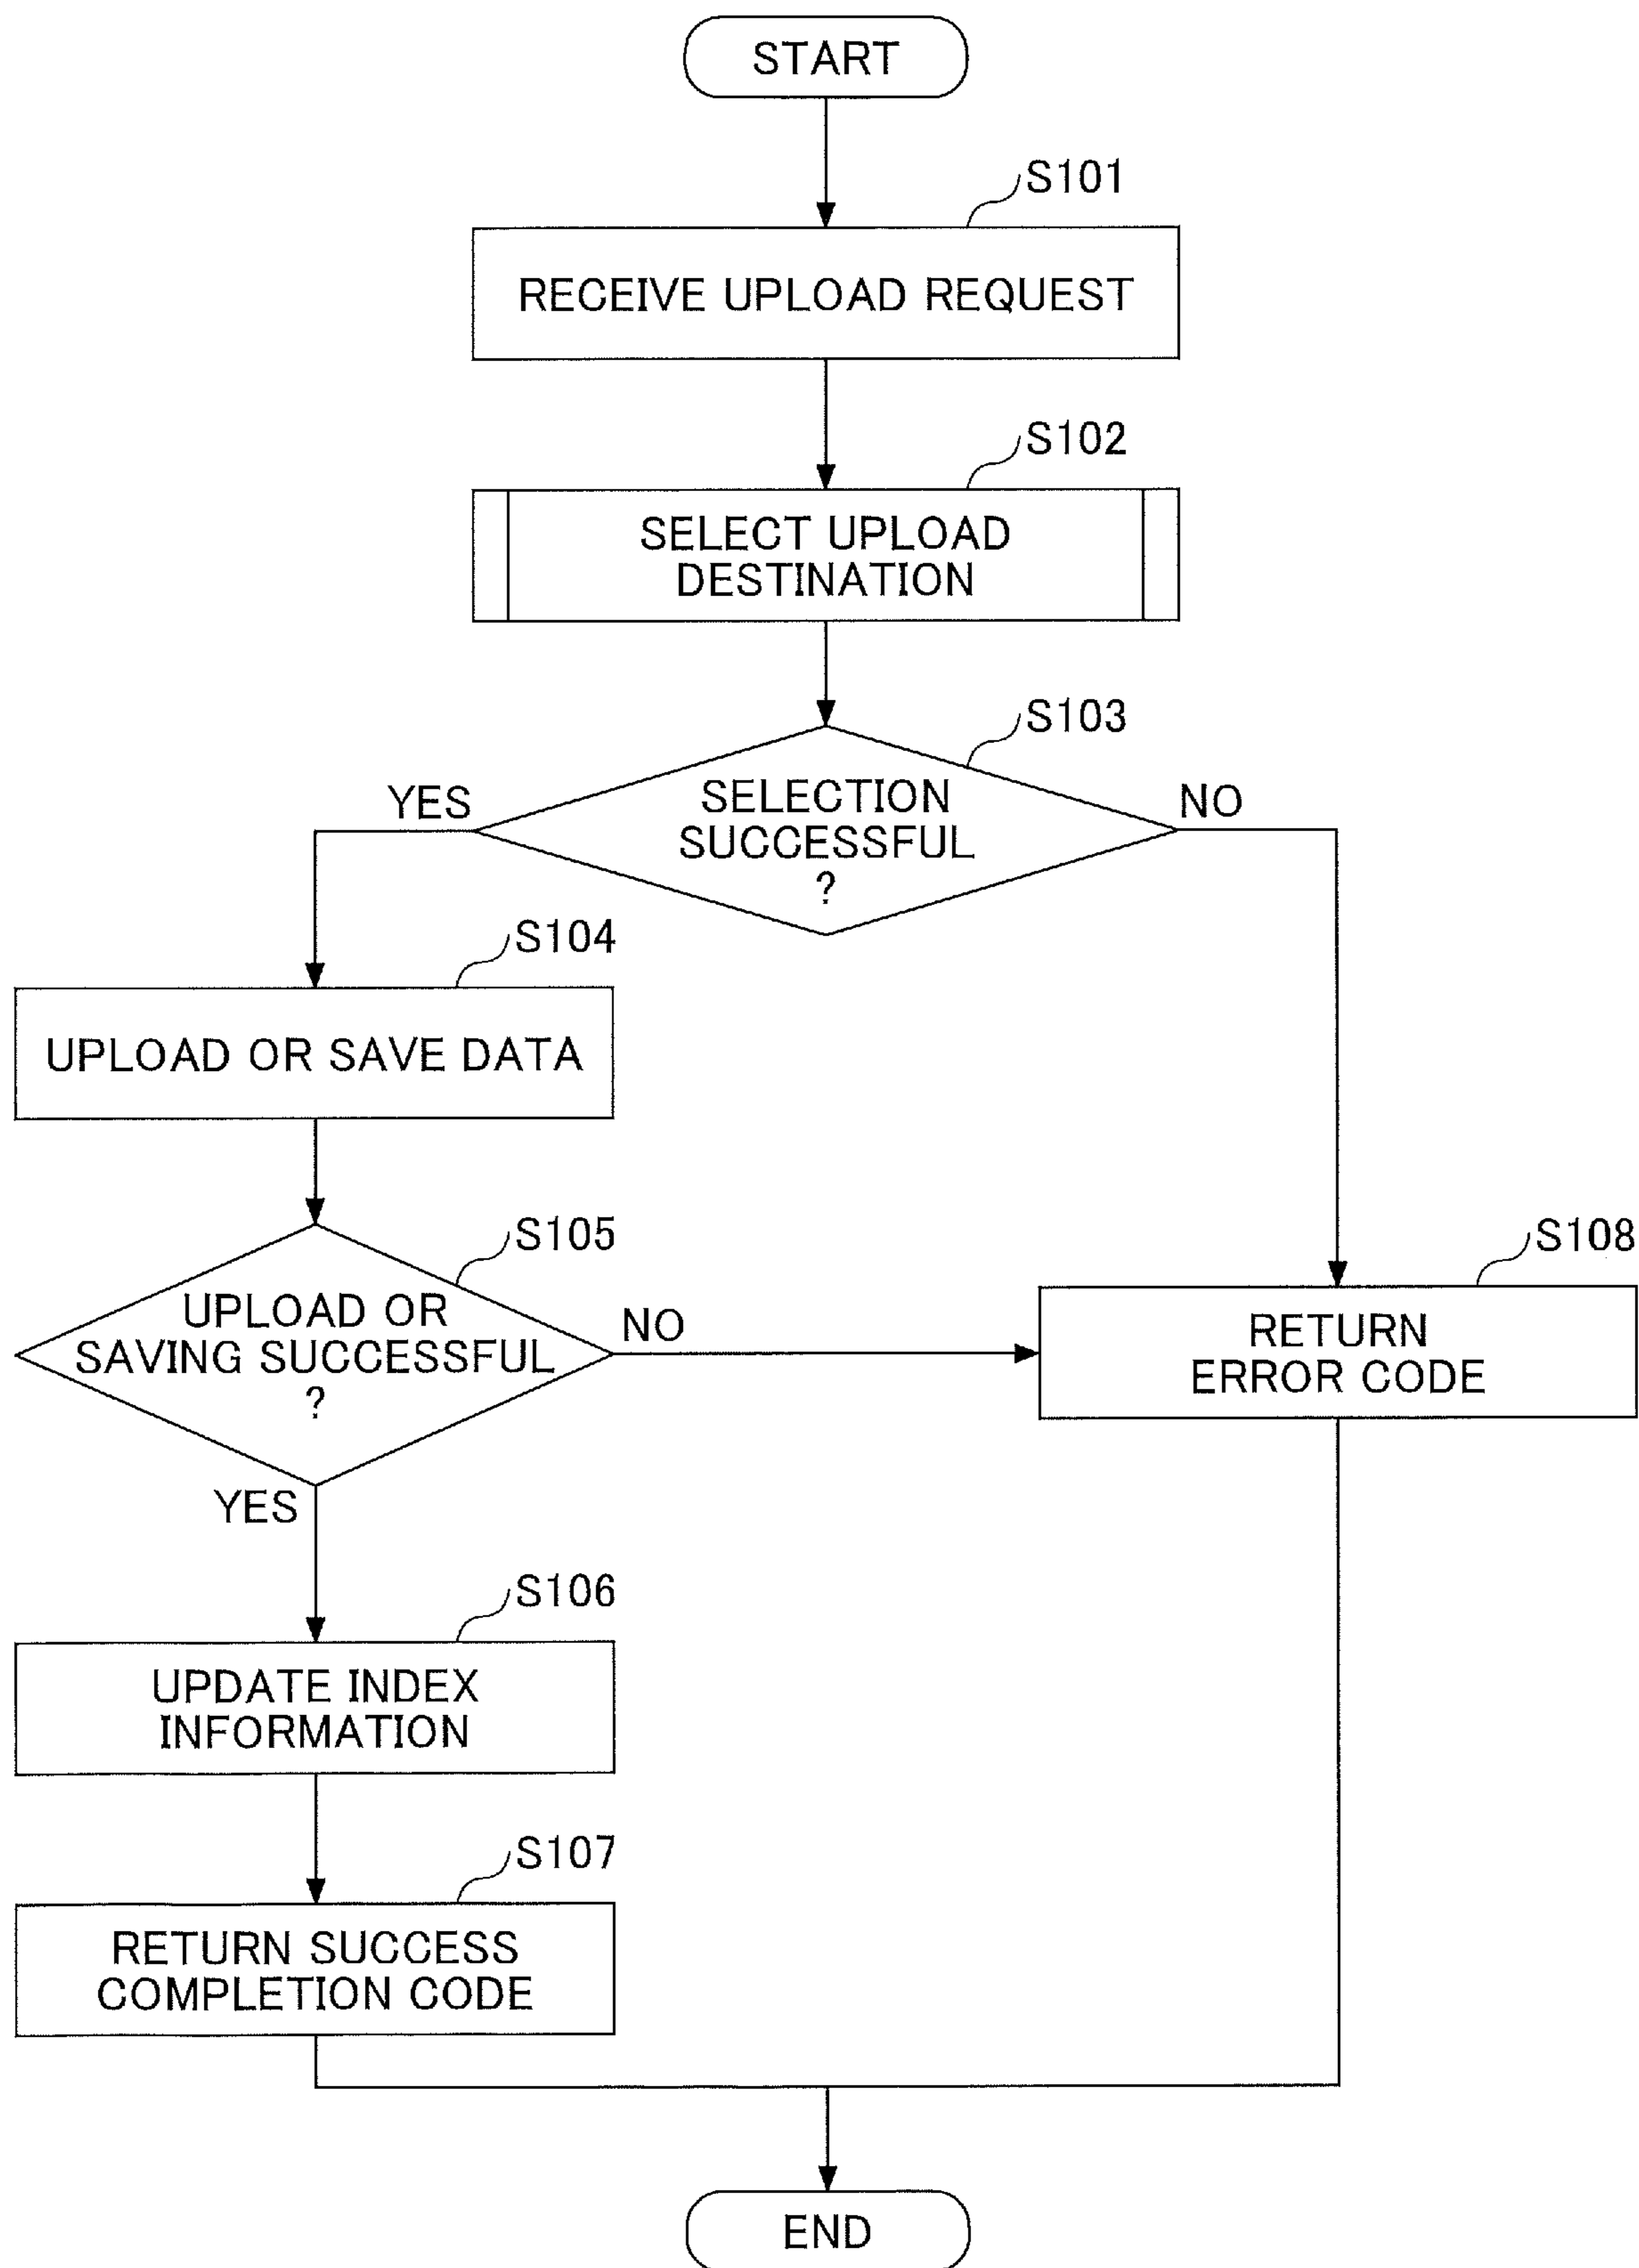 START
S101
RECEIVE UPLOAD REQUEST
S102
SELECT UPLOAD
DESTINATION
S103
SELECTION
SUCCESSFUL
?
YES
NO
S104
UPLOAD OR SAVE DATA
S105
UPLOAD OR
SAVING SUCCESSFUL
?
NO
YES
S108
RETURN
ERROR CODE
S106
UPDATE INDEX
INFORMATION
S107
RETURN SUCCESS
COMPLETION CODE
END